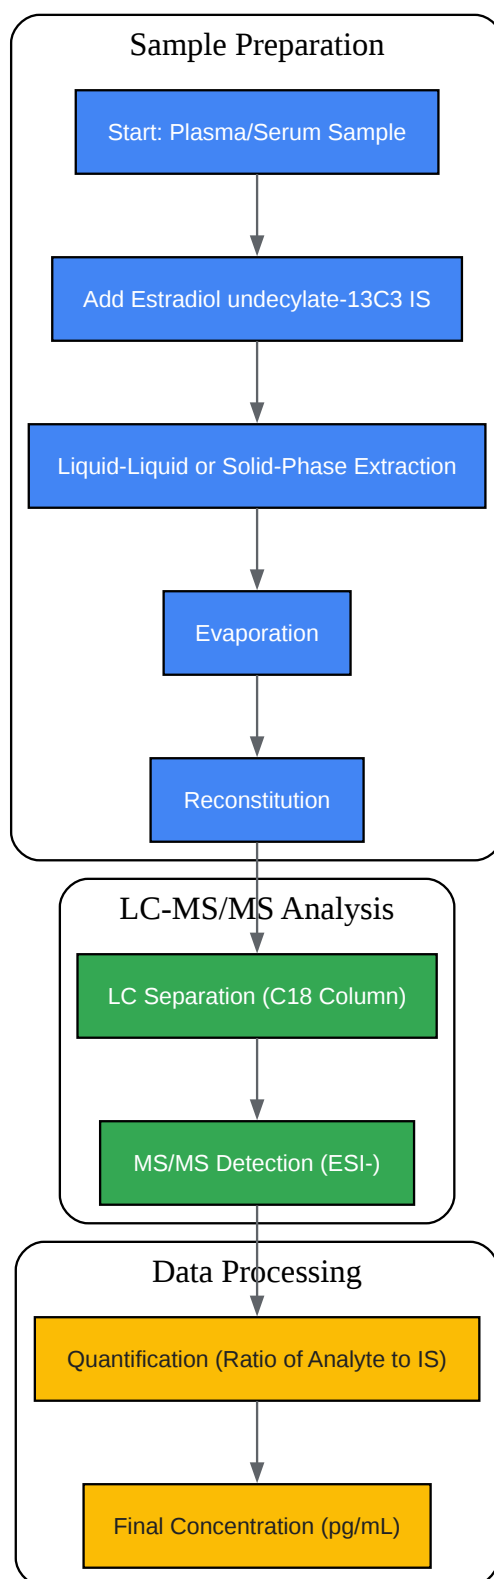 Sample Preparation
Start: Plasma/Serum Sample
Add Estradiol undecylate-13C3 IS
Liquid-Liquid or Solid-Phase Extraction
Evaporation
Reconstitution
LC-MS/MS Analysis
LC Separation (C18 Column)
MS/MS Detection (ESI-)
Data Processing
Quantification (Ratio of Analyte to IS)
Final Concentration (pg/mL)